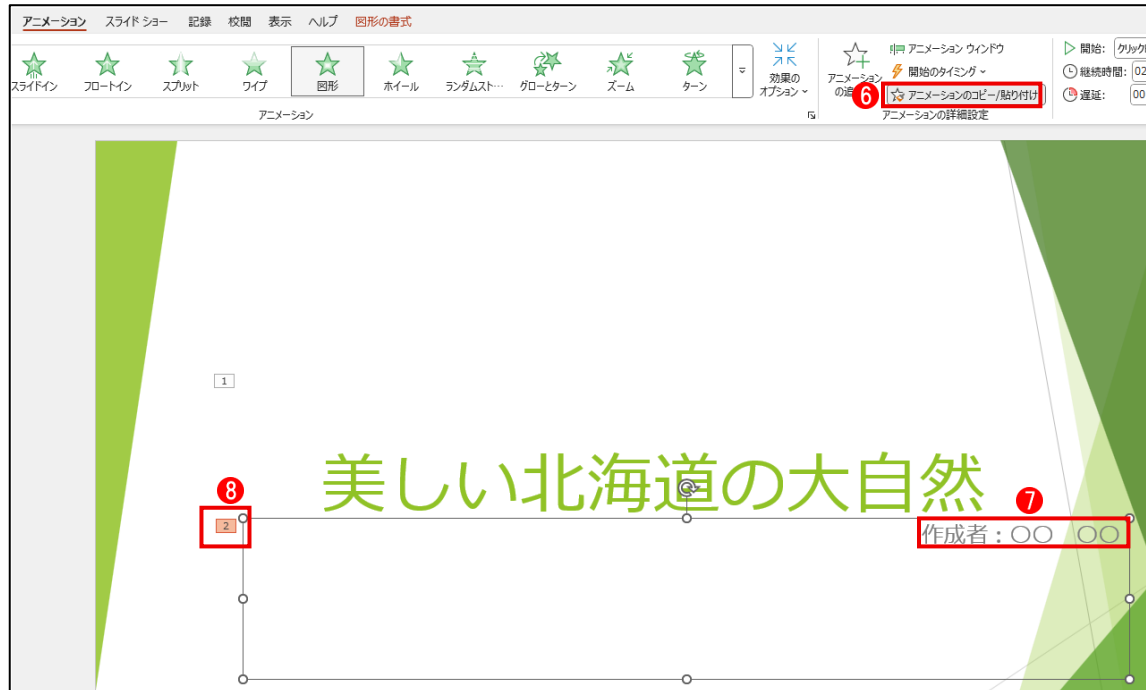 アニメーション スライド ショー 記録 校閲 表示 ヘルプ 図形の書式
スライドイン フロートイン スプリット ワイプ 図形 ホイール ランダムスト… グローとターン ズーム ターン
効果の
オプション
アニメーション
の追
アニメーション ウィンドウ
開始のタイミング
6 アニメーションのコピー/貼り付け
開始:
継続時間: 02
遅延: 00
アニメーション
アニメーションの詳細設定
1
美しい北海道の大自然
8
2
7
作成者:〇〇 〇〇